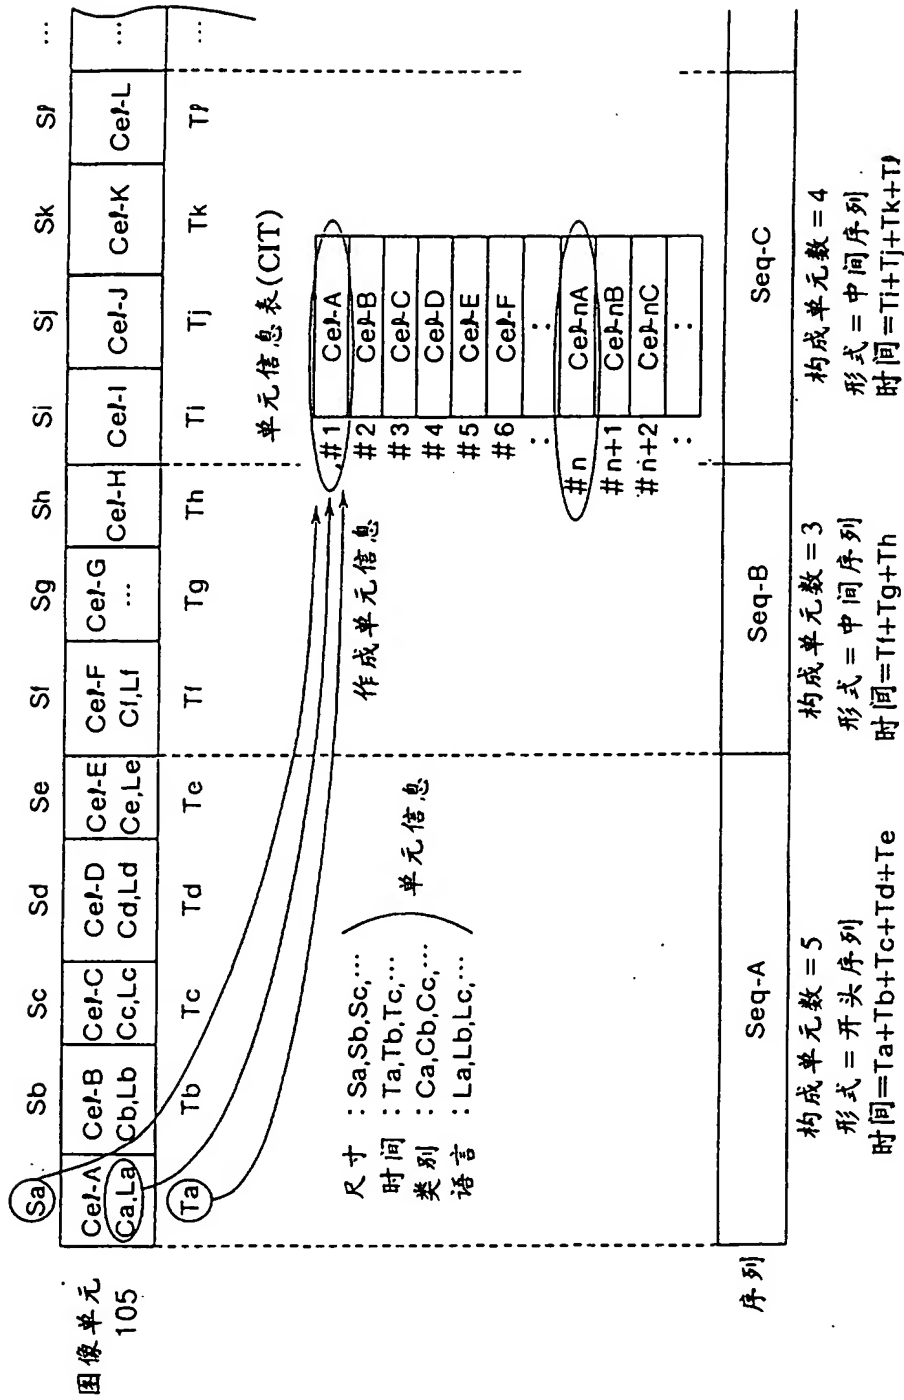 Sa Sb Sc Sd Se Sf Sg Sh Si Sj Sk Sl ...
图像单元
105
Cel-A Cel-B Cel-C Cel-D Cel-E Cel-F Cel-G Cel-H Cel-I Cel-J Cel-K Cel-L ...
Ca,La Cb,Lb Cc,Lc Cd,Ld Ce,Le Cf,Lf ...
Ta Tb Tc Td Te Tf Tg Th Ti Tj Tk Tl ...
单元信息表(CIT)
尺寸 :Sa,Sb,Sc,...
时间 :Ta,Tb,Tc,...
类别 :Ca,Cb,Cc,...
语言 :La,Lb,Lc,...
单元信息
作成单元信息
#1 Cel-A
#2 Cel-B
#3 Cel-C
#4 Cel-D
#5 Cel-E
#6 Cel-F
: :
#n Cel-nA
#n+1 Cel-nB
#n+2 Cel-nC
: :
序列
Seq-A Seq-B Seq-C
构成单元数=5
形式=开头序列
时间=Ta+Tb+Tc+Td+Te
构成单元数=3
形式=中间序列
时间=Tf+Tg+Th
构成单元数=4
形式=中间序列
时间=Ti+Tj+Tk+Tl